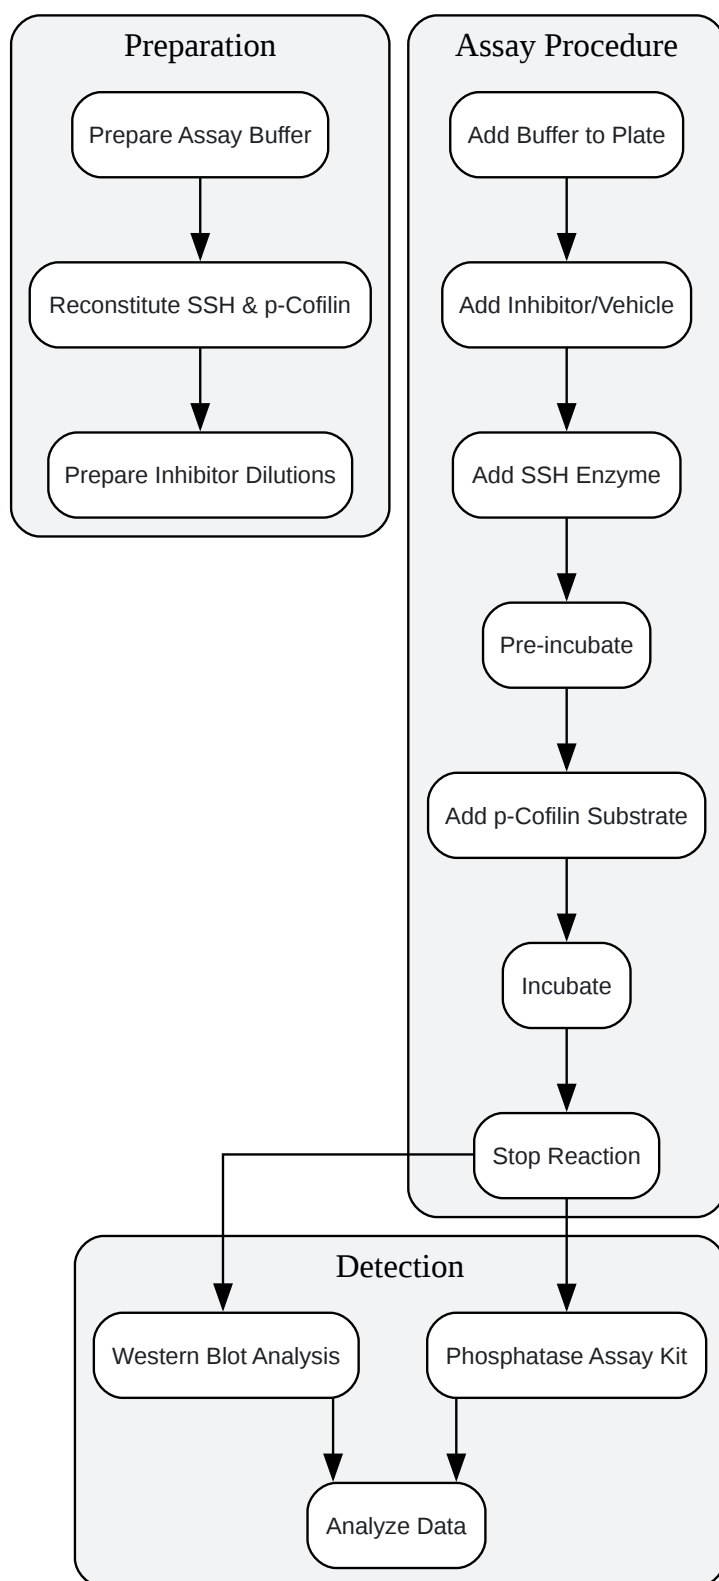 Preparation
Prepare Assay Buffer
Reconstitute SSH & p-Cofilin
Prepare Inhibitor Dilutions
Assay Procedure
Add Buffer to Plate
Add Inhibitor/Vehicle
Add SSH Enzyme
Pre-incubate
Add p-Cofilin Substrate
Incubate
Stop Reaction
Detection
Western Blot Analysis
Phosphatase Assay Kit
Analyze Data